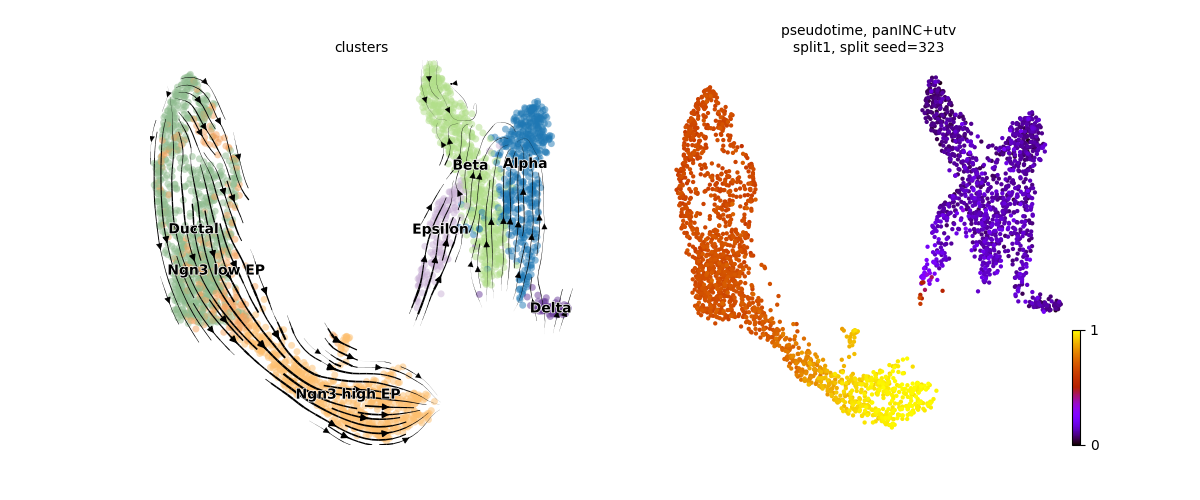 clusters
Beta
Alpha
Ductal
Epsilon
Ngn3 low EP
Delta
Ngn3 high EP
pseudotime, panINC+utv
split1, split seed=323
1
0